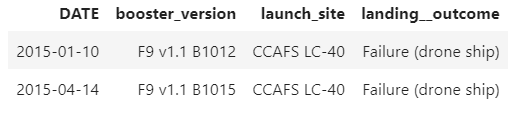 DATE booster_version launch_site landing__outcome
2015-01-10 F9 v1.1 B1012 CCAFS LC-40 Failure (drone ship)
2015-04-14 F9 v1.1 B1015 CCAFS LC-40 Failure (drone ship)